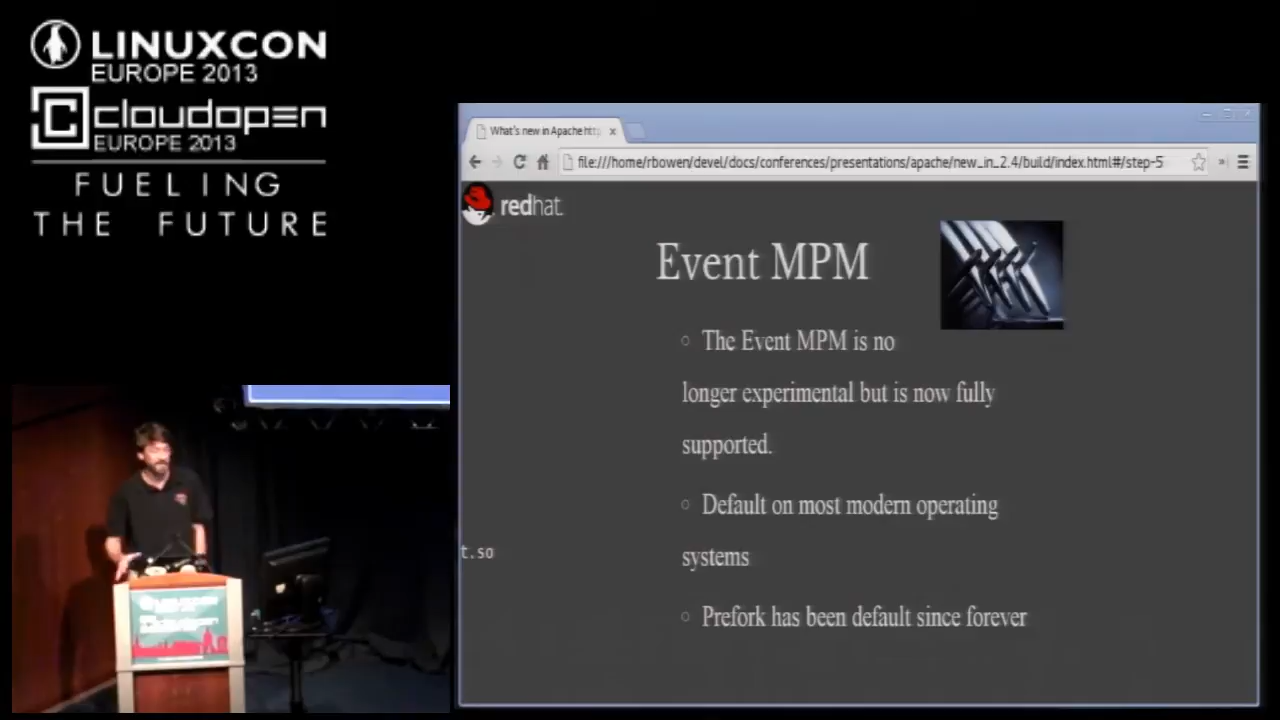 LINUXCON
EUROPE 2013
cloudopen
EUROPE 2013
FUELING
THE FUTURE
What's new in Apache http
file:///home/rbowen/devel/docs/conferences/presentations/apache/new_in_2.4/build/index.html#/step-5
redhat.
Event MPM
The Event MPM is no
longer experimental but is now fully
supported.
Default on most modern operating
systems
t.so
Prefork has been default since forever
LINUXCON